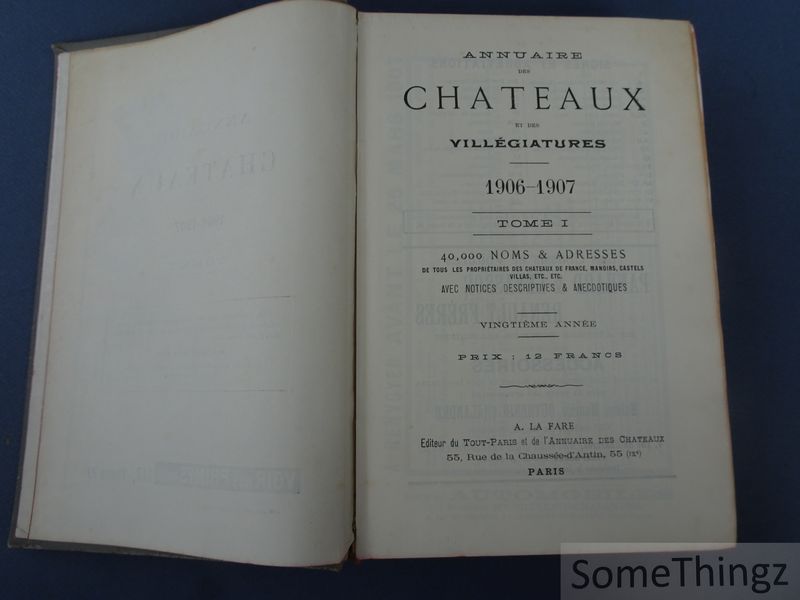 ANNUAIRE
DES
CHATEAUX
ET DES
VILLÉGIATURES
1906-1907
TOME I
40,000 NOMS & ADRESSES
DE TOUS LES PROPRIÉTAIRES DES CHATEAUX DE FRANCE, MANOIRS, CASTELS
VILLAS, ETC., ETC.
AVEC NOTICES DESCRIPTIVES & ANECDOTIQUES
VINGTIÈME ANNÉE
PRIX : 12 FRANCS
A. LA FARE
Editeur du TOUT-PARIS et de l'ANNUAIRE DES CHATEAUX
55, Rue de la Chaussée-d'Antin, 55 (IXe)
PARIS
SomeThingz